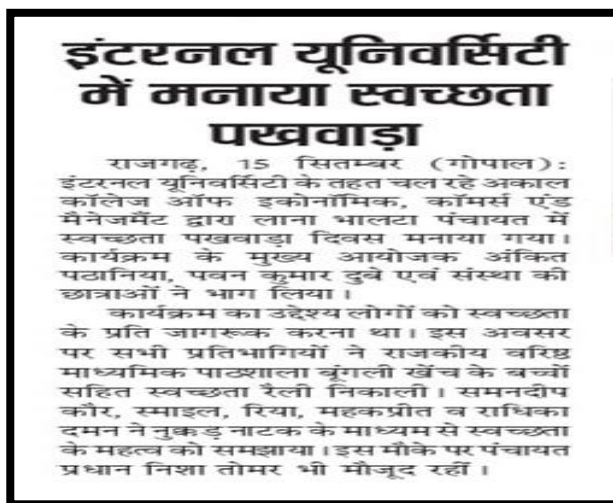 इंटरनल यूनिवर्सिटी
में मनाया स्वच्छता
पखवाड़ा
राजगढ़, 15 सितम्बर (गोपाल):
इंटरनल यूनिवर्सिटी के तहत चल रहे अकाल
कॉलेज ऑफ इकोनॉमिक, कॉमर्स एंड
मैनेजमैंट द्वारा लाना भालटा पंचायत में
स्वच्छता पखवाड़ा दिवस मनाया गया।
कार्यक्रम के मुख्य आयोजक अंकित
पठानिया, पवन कुमार दुबे एवं संस्था की
छात्राओं ने भाग लिया।
कार्यक्रम का उद्देश्य लोगों को स्वच्छता
के प्रति जागरूक करना था। इस अवसर
पर सभी प्रतिभागियों ने राजकीय वरिष्ठ
माध्यमिक पाठशाला बूंगली खेंच के बच्चों
सहित स्वच्छता रैली निकाली। समनदीप
कौर, स्माइल, रिया, महकप्रीत व राधिका
दमन ने नुक्कड़ नाटक के माध्यम से स्वच्छता
के महत्व को समझाया। इस मौके पर पंचायत
प्रधान निशा तोमर भी मौजूद रहीं।